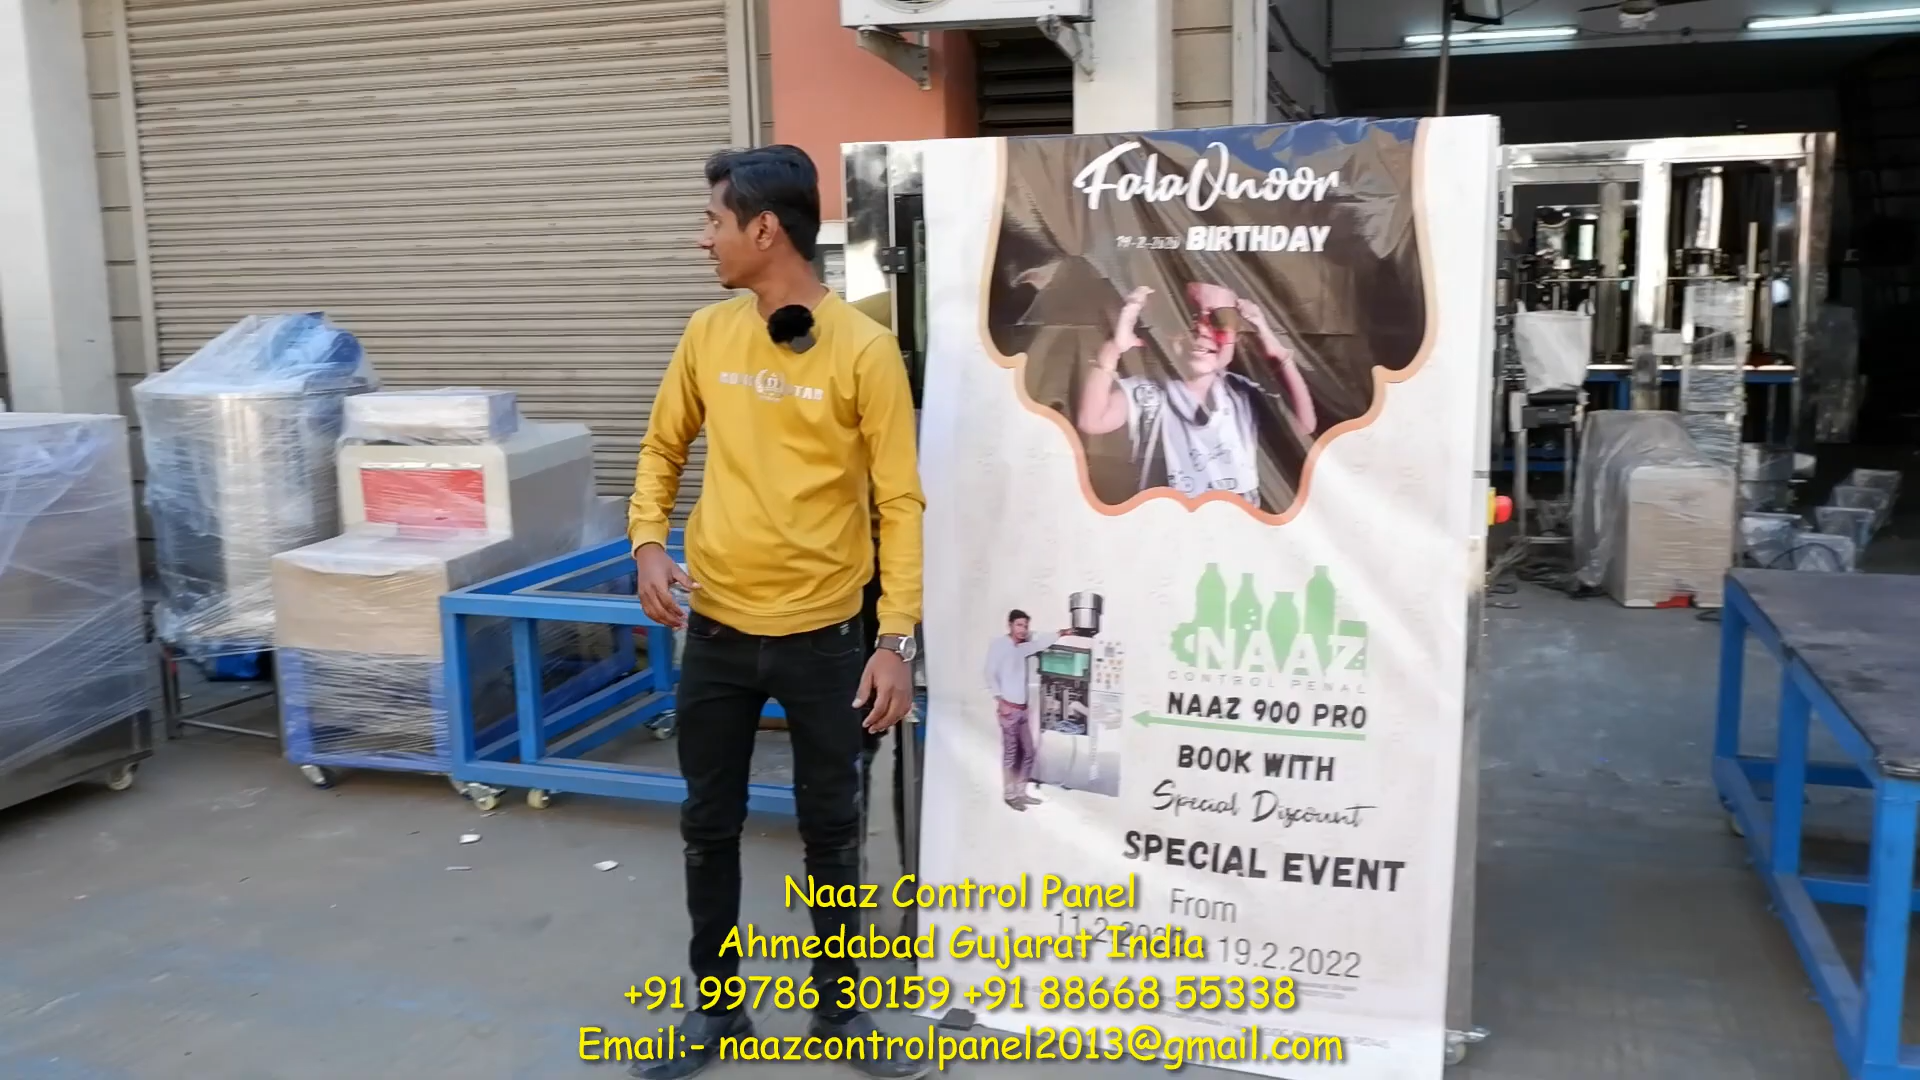 FalaQnoor
BIRTHDAY
NAAZ
CONTROL PENAL
NAAZ 900 PRO
BOOK WITH
Special Discount
SPECIAL EVENT
From
19.2.2022
Naaz Control Panel
Ahmedabad Gujarat India
+91 99786 30159 +91 88668 55338
Email:- naazcontrolpanel2013@gmail.com